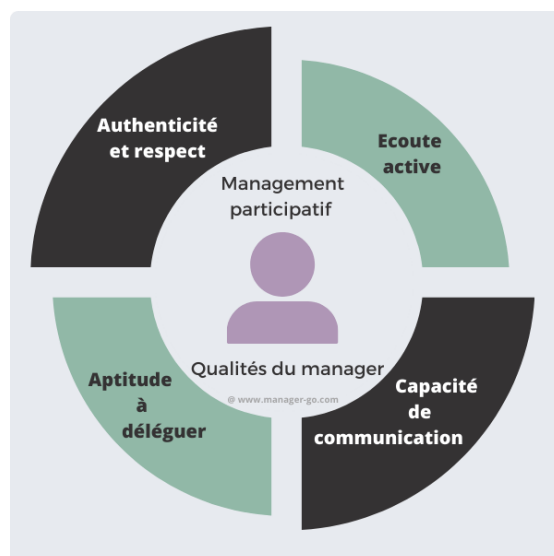 Authenticité
et respect
Ecoute
active
Management
participatif
Qualités du manager
@ www.manager-go.com
Aptitude
à
déléguer
Capacité
de
communication